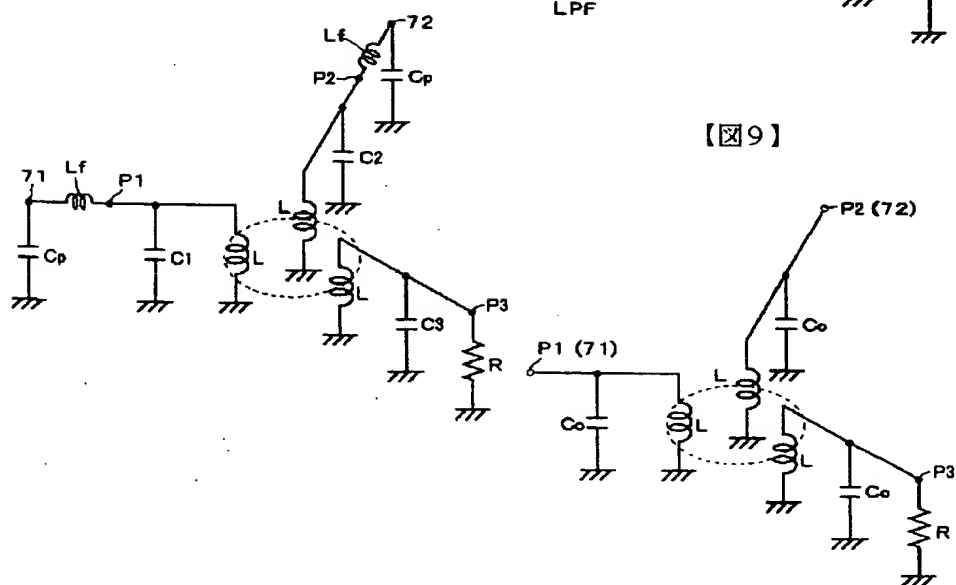 LPF
72
Lf
P2
Cp
C2
【図9】
71
Lf
P1
Cp
C1
L
L
L
C3
P3
R
P2 (72)
Co
P1 (71)
Co
L
L
L
Co
P3
R